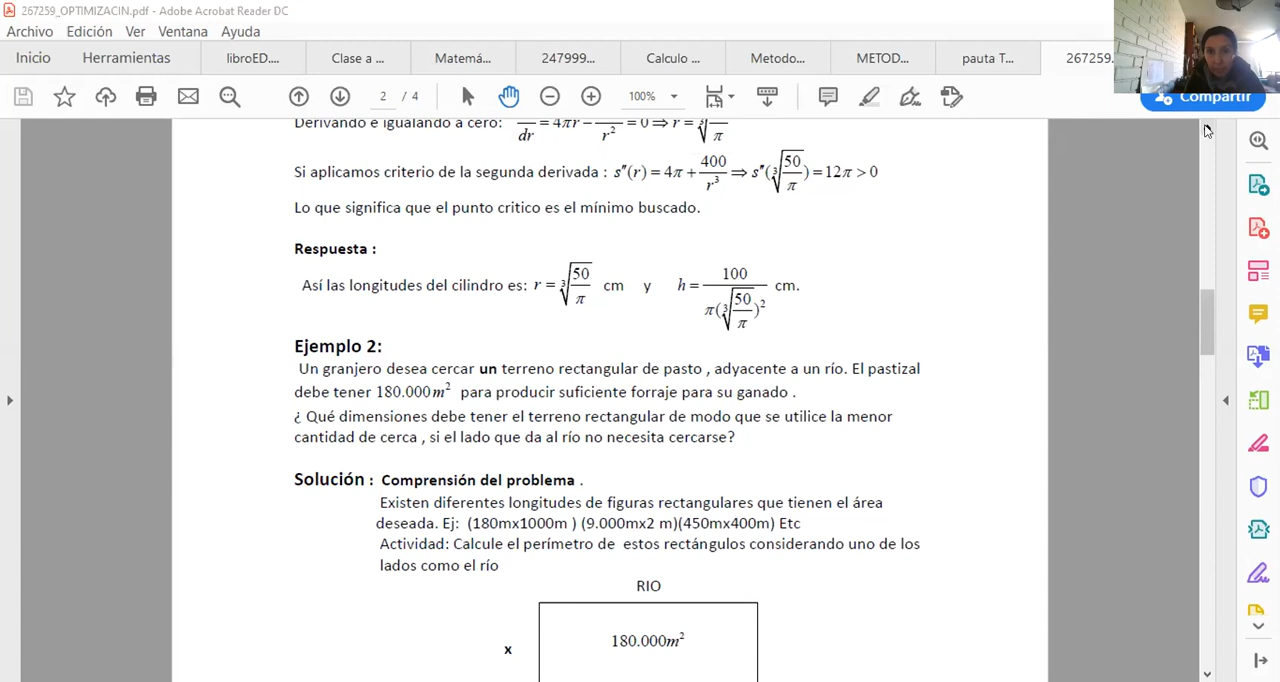 267259_OPTIMIZACIN.pdf - Adobe Acrobat Reader DC
Archivo Edición Ver Ventana Ayuda
Inicio Herramientas libroED.... Clase a ... Matemá... 247999... Calculo ... Metodo... METOD... pauta T... 267259...
2 / 4 100% Compartir
Derivando e igualando a cero: dr = 4πr − r² = 0 ⇒ r = ∛ π
Si aplicamos criterio de la segunda derivada : s″(r) = 4π + 400/r³ ⇒ s″(∛(50/π)) = 12π > 0
Lo que significa que el punto critico es el mínimo buscado.
Respuesta :
Así las longitudes del cilindro es: r = ∛(50/π) cm y h = 100/(π(∛(50/π))²) cm.
Ejemplo 2:
Un granjero desea cercar un terreno rectangular de pasto , adyacente a un río. El pastizal
debe tener 180.000m² para producir suficiente forraje para su ganado .
¿ Qué dimensiones debe tener el terreno rectangular de modo que se utilice la menor
cantidad de cerca , si el lado que da al río no necesita cercarse?
Solución : Comprensión del problema .
Existen diferentes longitudes de figuras rectangulares que tienen el área
deseada. Ej: (180mx1000m ) (9.000mx2 m)(450mx400m) Etc
Actividad: Calcule el perímetro de estos rectángulos considerando uno de los
lados como el río
RIO
180.000m²
x